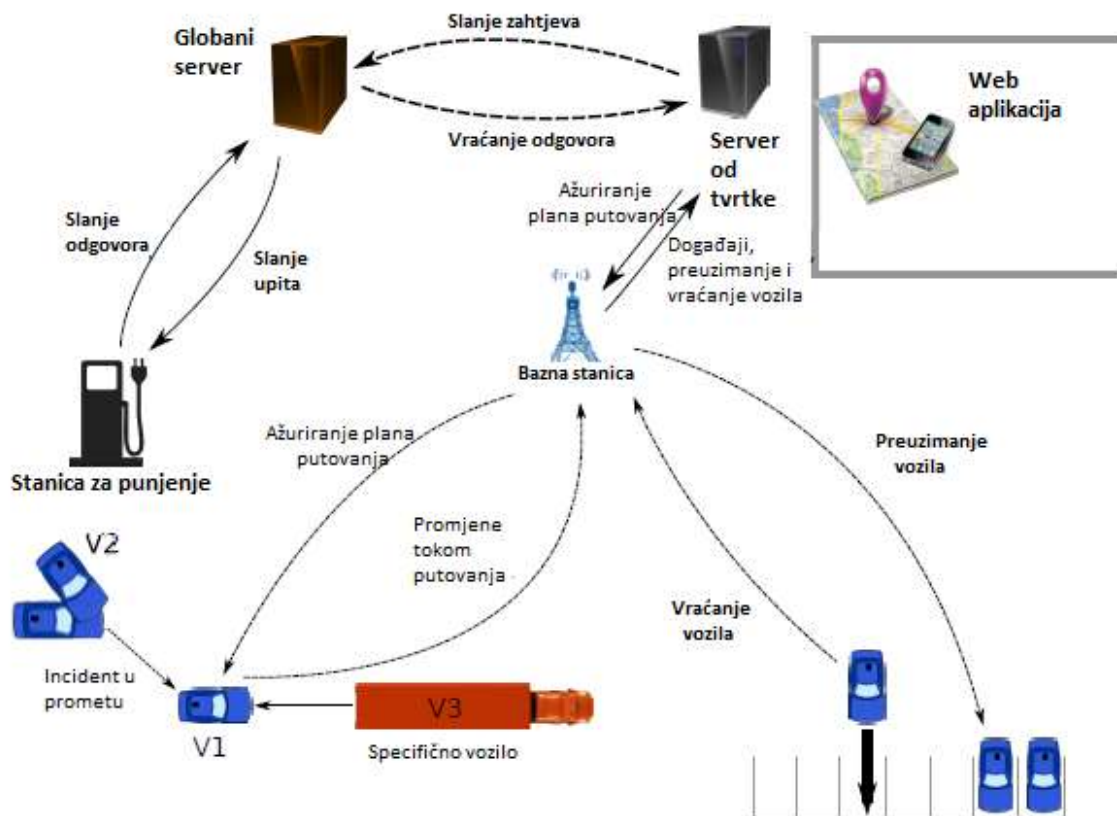 Slanje zahtjeva
Globani
server
Web
aplikacija
Vraćanje odgovora
Server
od
tvrtke
Ažuriranje
plana putovanja
Slanje
odgovora
Slanje
upita
Događaji,
preuzimanje i
vraćanje vozila
Bazna stanica
Ažuriranje plana
putovanja
Preuzimanje
vozila
Stanica za punjenje
Promjene
tokom
putovanja
V2
Vraćanje
vozila
Incident u
prometu
V1
V3
Specifično vozilo